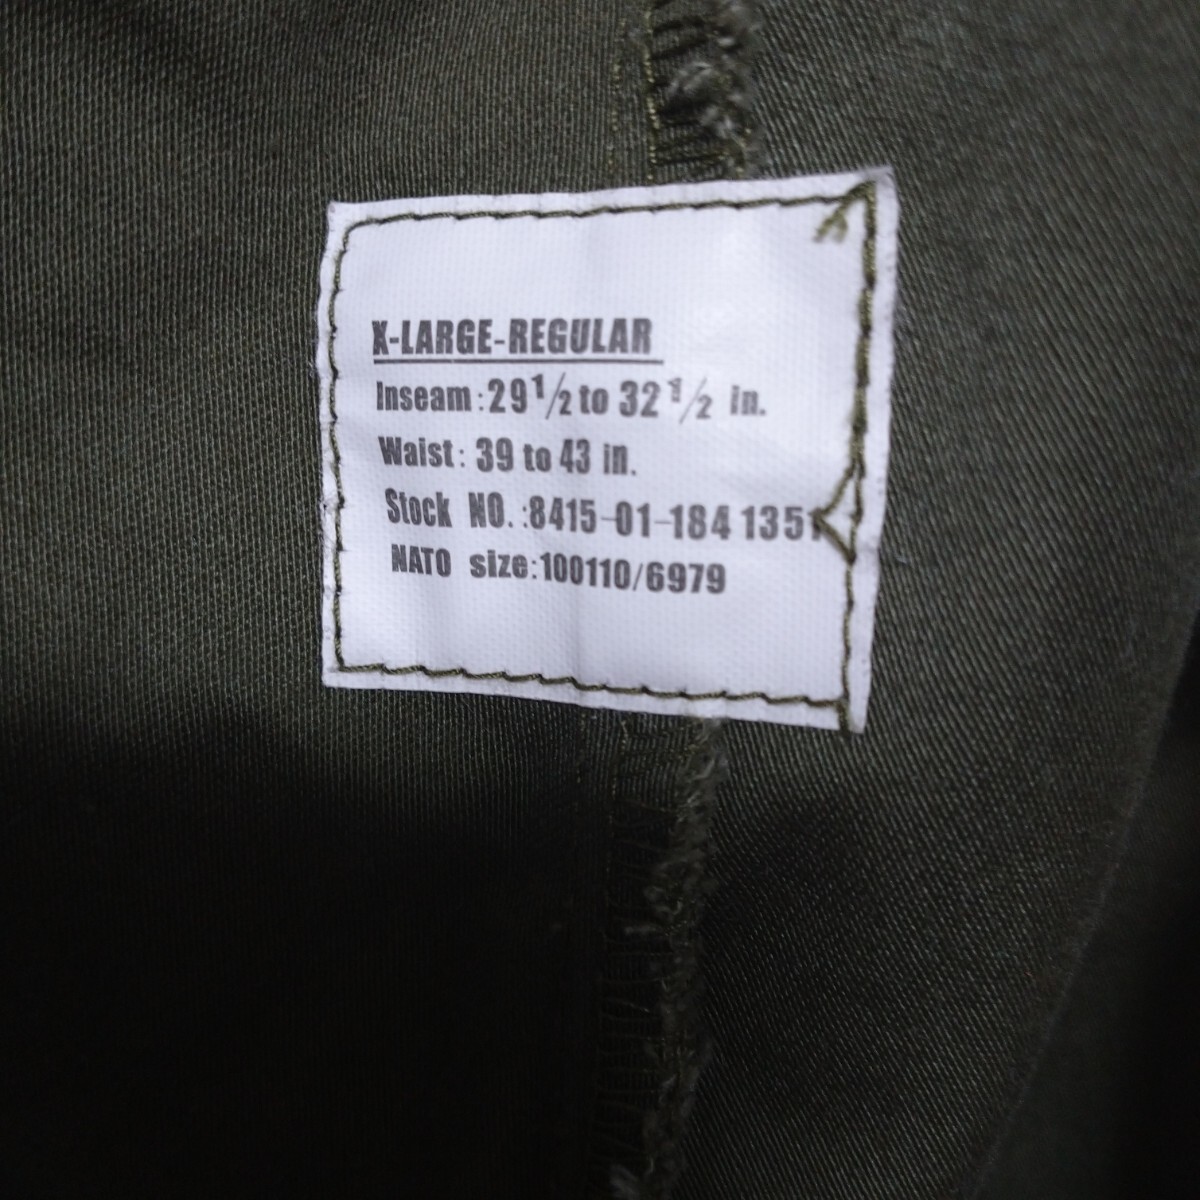 X-LARGE-REGULAR
Inseam:29 1/2 to 32 1/2 in.
Waist: 39 to 43 in.
Stock NO.:8415-01-184 1351
NATO size:100110/6979